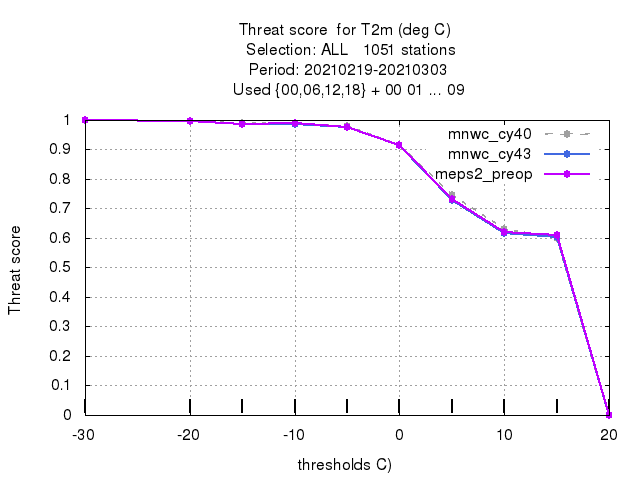 Threat score  for T2m (deg C)
Selection: ALL   1051 stations
Period: 20210219-20210303
Used {00,06,12,18} + 00 01 ... 09
mnwc_cy40
mnwc_cy43
meps2_preop
Threat score
1
0.9
0.8
0.7
0.6
0.5
0.4
0.3
0.2
0.1
0
-30 -20 -10 0 10 20
thresholds C)